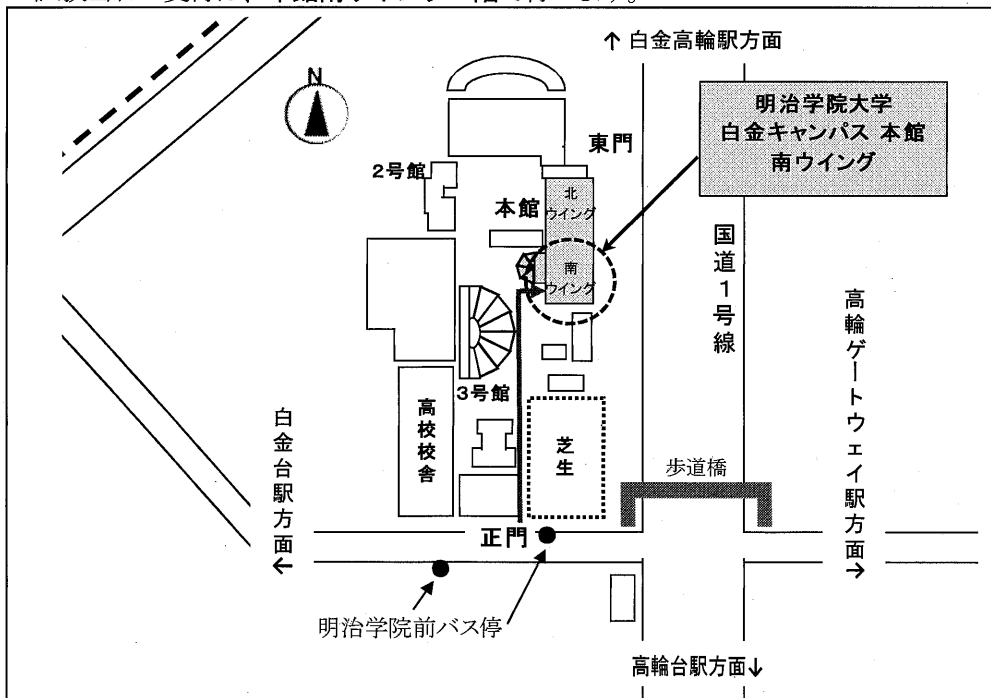 ↑ 白金高輪駅方面
N
明治学院大学
白金キャンパス 本館
南ウイング
東門
2号館
本館
北
ウイング
南
ウイング
国道1号線
高輪ゲートウェイ駅方面→
3号館
高校校舎
芝生
白金台駅方面←
歩道橋
正門
明治学院前バス停
高輪台駅方面↓